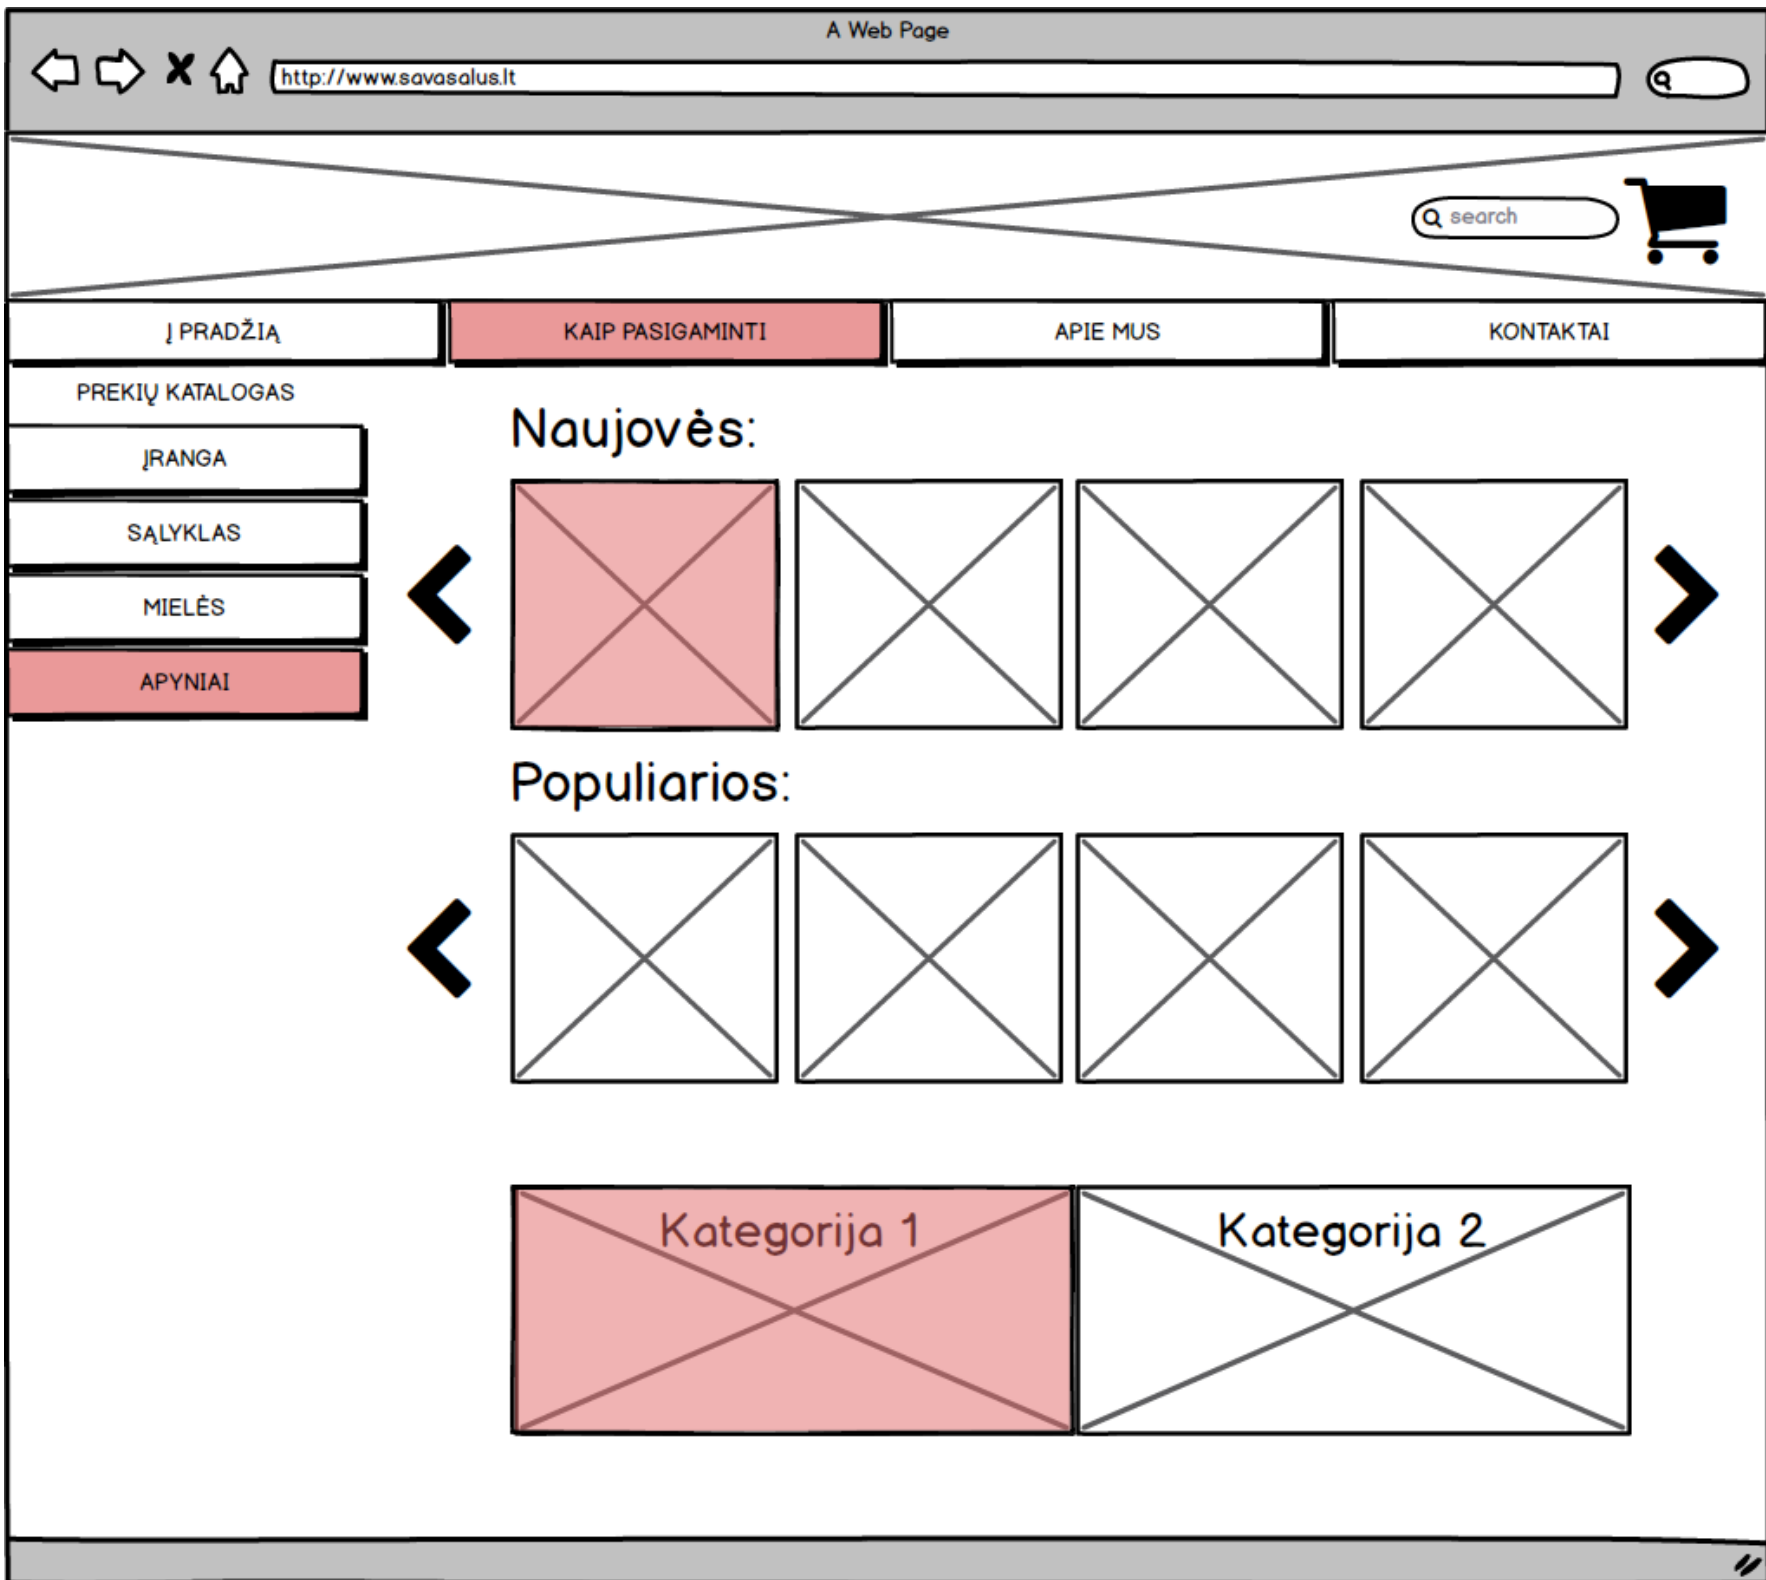 A Web Page
http://www.savasalus.lt
search
Į PRADŽIĄ
KAIP PASIGAMINTI
APIE MUS
KONTAKTAI
PREKIŲ KATALOGAS
ĮRANGA
SĄLYKLAS
MIELĖS
APYNIAI
Naujovės:
Populiarios:
Kategorija 1
Kategorija 2